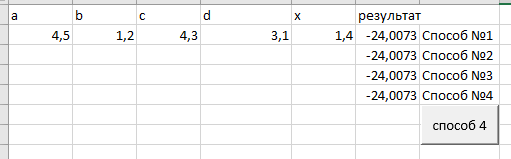 a b c d x результат
4,5 1,2 4,3 3,1 1,4 -24,0073 Способ №1
-24,0073 Способ №2
-24,0073 Способ №3
-24,0073 Способ №4
способ 4